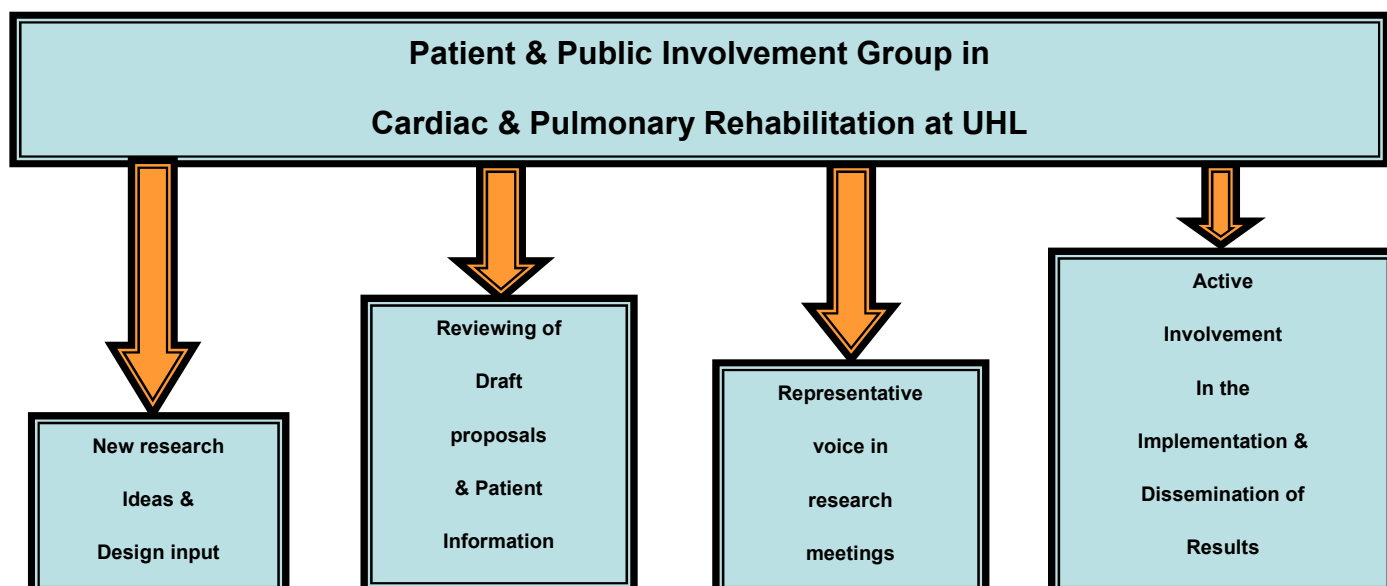 Patient & Public Involvement Group in
Cardiac & Pulmonary Rehabilitation at UHL
New research
Ideas &
Design input
Reviewing of
Draft
proposals
& Patient
Information
Representative
voice in
research
meetings
Active
Involvement
In the
Implementation &
Dissemination of
Results